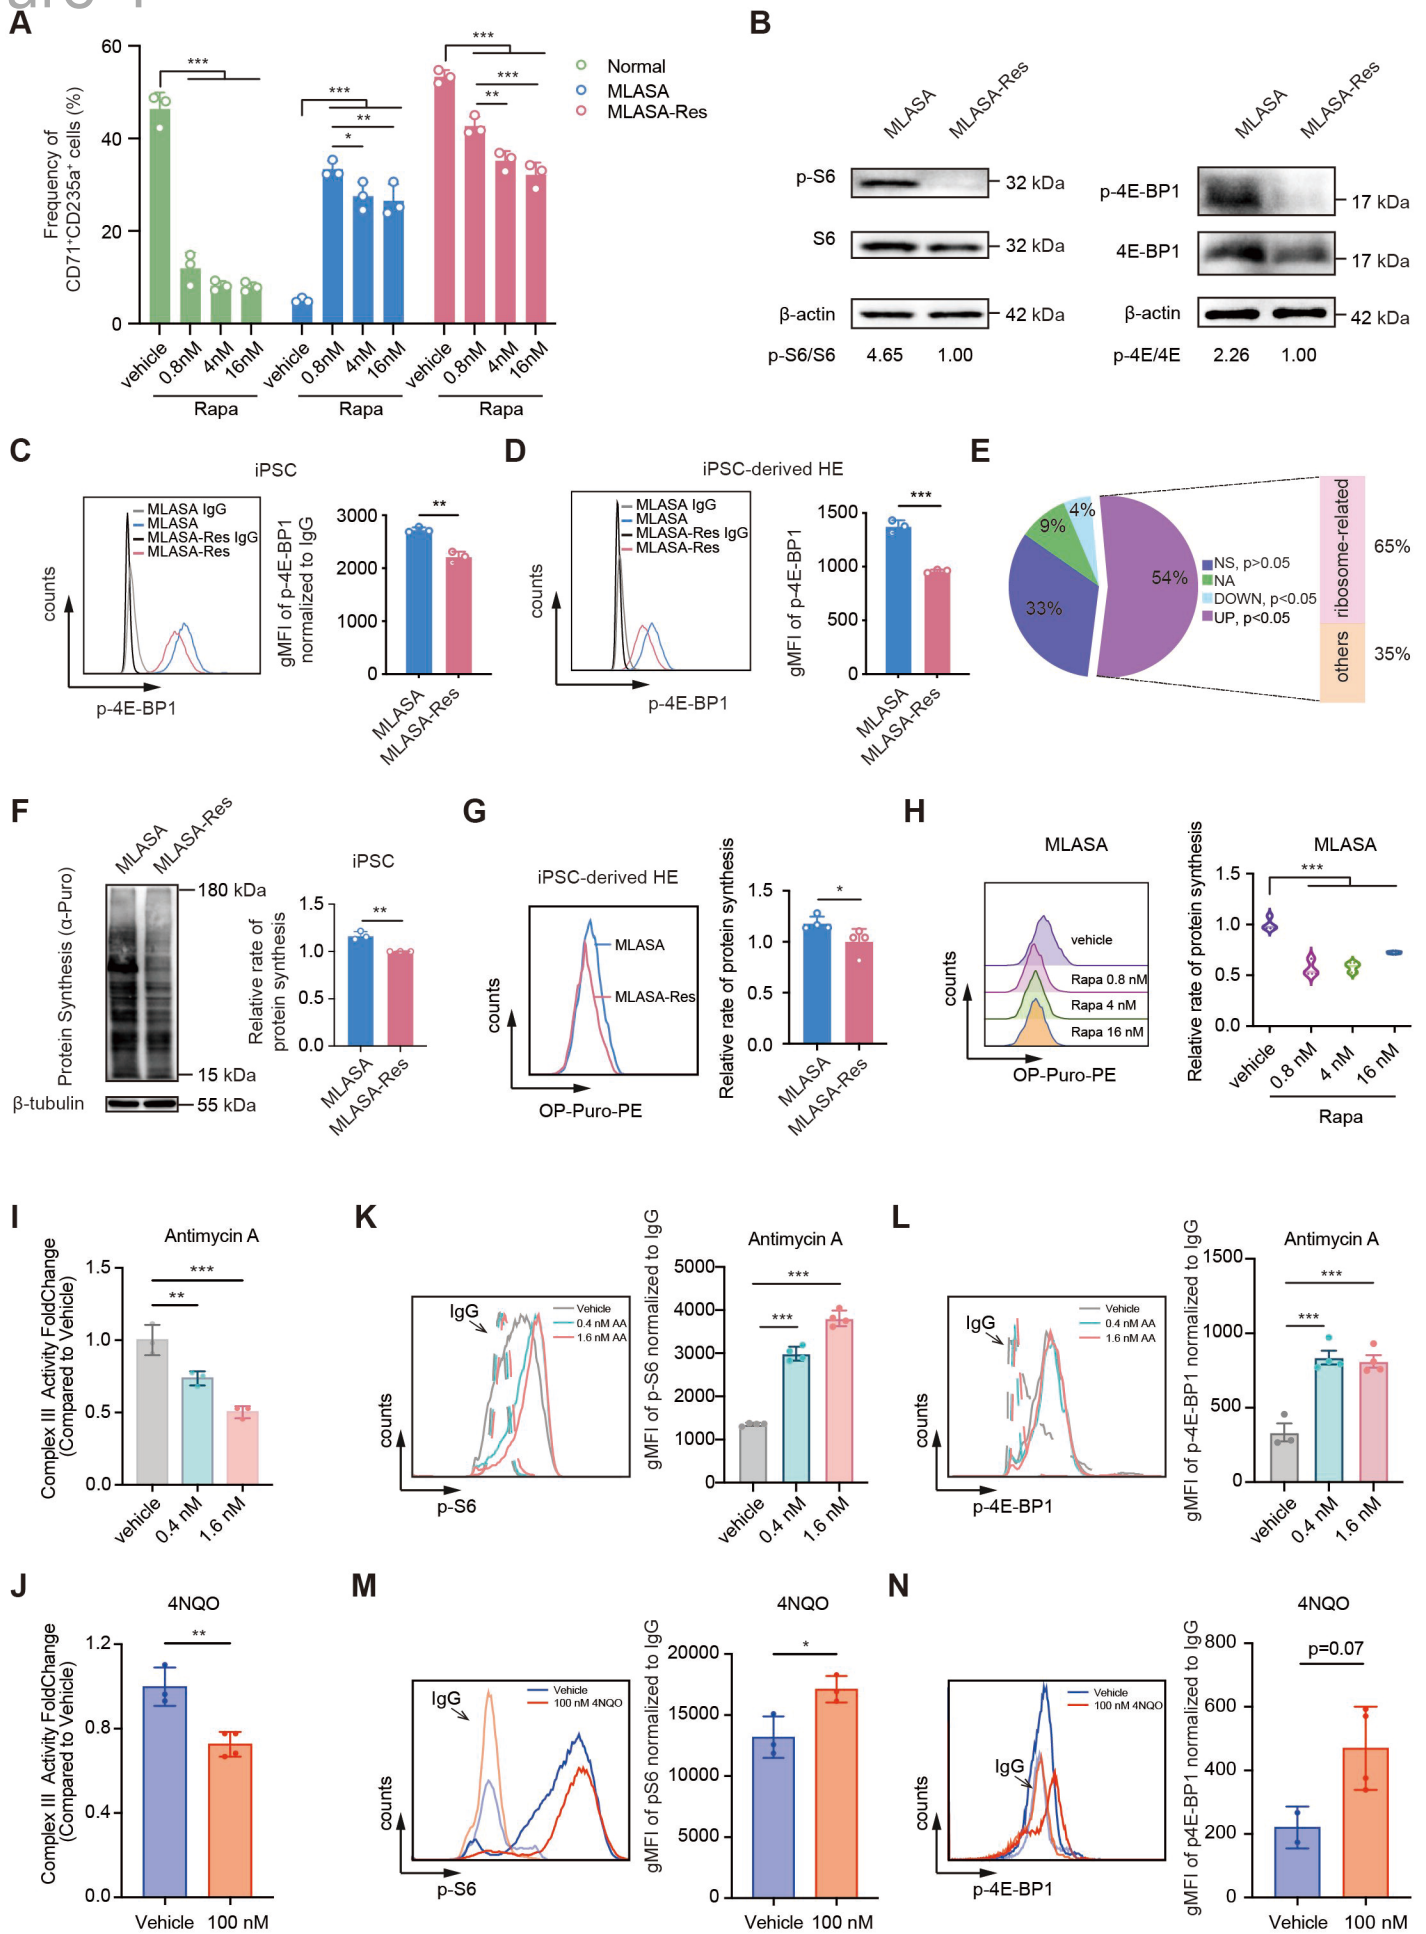 A
Frequency of
CD71⁺CD235a⁺ cells (%)
60
40
20
0
***
***
**
*
***
***
**
Normal
MLASA
MLASA-Res
vehicle
0.8nM
4nM
16nM
vehicle
0.8nM
4nM
16nM
vehicle
0.8nM
4nM
16nM
Rapa
Rapa
Rapa
B
MLASA
MLASA-Res
MLASA
MLASA-Res
p-S6
32 kDa
S6
32 kDa
β-actin
42 kDa
p-S6/S6
4.65
1.00
p-4E-BP1
17 kDa
4E-BP1
17 kDa
β-actin
42 kDa
p-4E/4E
2.26
1.00
C
iPSC
MLASA IgG
MLASA
MLASA-Res IgG
MLASA-Res
counts
p-4E-BP1
gMFI of p-4E-BP1
normalized to IgG
3000
2000
1000
0
**
MLASA
MLASA-Res
D
iPSC-derived HE
MLASA IgG
MLASA
MLASA-Res IgG
MLASA-Res
counts
p-4E-BP1
gMFI of p-4E-BP1
1500
1000
500
0
***
MLASA
MLASA-Res
E
4%
9%
33%
54%
NS, p>0.05
NA
DOWN, p<0.05
UP, p<0.05
ribosome-related
others
65%
35%
F
MLASA
MLASA-Res
Protein Synthesis (α-Puro)
180 kDa
15 kDa
β-tubulin
55 kDa
iPSC
Relative rate of
protein synthesis
1.5
1.0
0.5
0.0
**
MLASA
MLASA-Res
G
iPSC-derived HE
MLASA
MLASA-Res
counts
OP-Puro-PE
Relative rate of protein synthesis
1.5
1.0
0.5
0.0
*
MLASA
MLASA-Res
H
MLASA
vehicle
Rapa 0.8 nM
Rapa 4 nM
Rapa 16 nM
counts
OP-Puro-PE
MLASA
Relative rate of protein synthesis
1.5
1.0
0.5
0.0
***
vehicle
0.8 nM
4 nM
16 nM
Rapa
I
Antimycin A
Complex III Activity FoldChange
(Compared to Vehicle)
1.5
1.0
0.5
0.0
***
**
vehicle
0.4 nM
1.6 nM
K
IgG
Vehicle
0.4 nM AA
1.6 nM AA
counts
p-S6
Antimycin A
gMFI of p-S6 normalized to IgG
5000
4000
3000
2000
1000
0
***
***
vehicle
0.4 nM
1.6 nM
L
IgG
Vehicle
0.4 nM AA
1.6 nM AA
counts
p-4E-BP1
Antimycin A
gMFI of p-4E-BP1 normalized to IgG
1500
1000
500
0
***
***
vehicle
0.4 nM
1.6 nM
J
4NQO
Complex III Activity FoldChange
(Compared to Vehicle)
1.2
0.8
0.4
0.0
**
Vehicle
100 nM
M
IgG
Vehicle
100 nM 4NQO
counts
p-S6
4NQO
gMFI of pS6 normalized to IgG
20000
15000
10000
5000
0
*
Vehicle
100 nM
N
IgG
Vehicle
100 nM 4NQO
counts
p-4E-BP1
4NQO
gMFI of p4E-BP1 normalized to IgG
800
600
400
200
0
p=0.07
Vehicle
100 nM